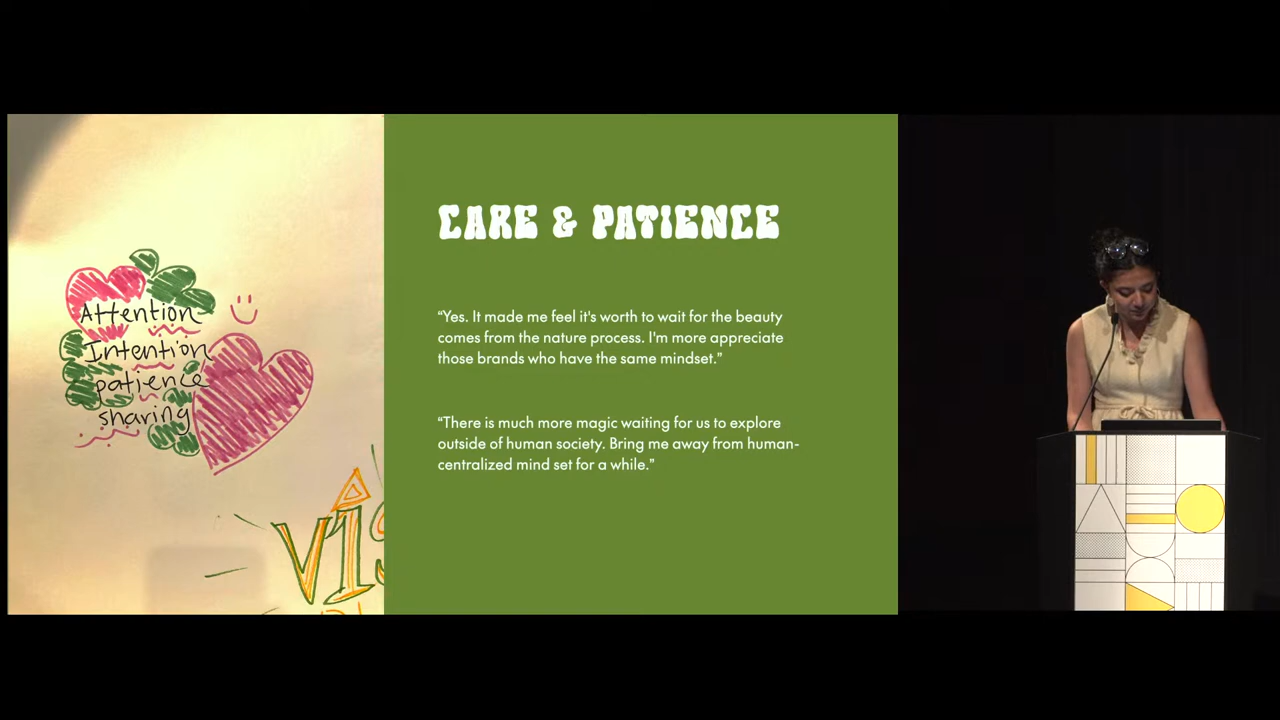 Attention
Intention
patience
sharing
CARE & PATIENCE
“Yes. It made me feel it's worth to wait for the beauty
comes from the nature process. I'm more appreciate
those brands who have the same mindset.”
“There is much more magic waiting for us to explore
outside of human society. Bring me away from human-
centralized mind set for a while.”